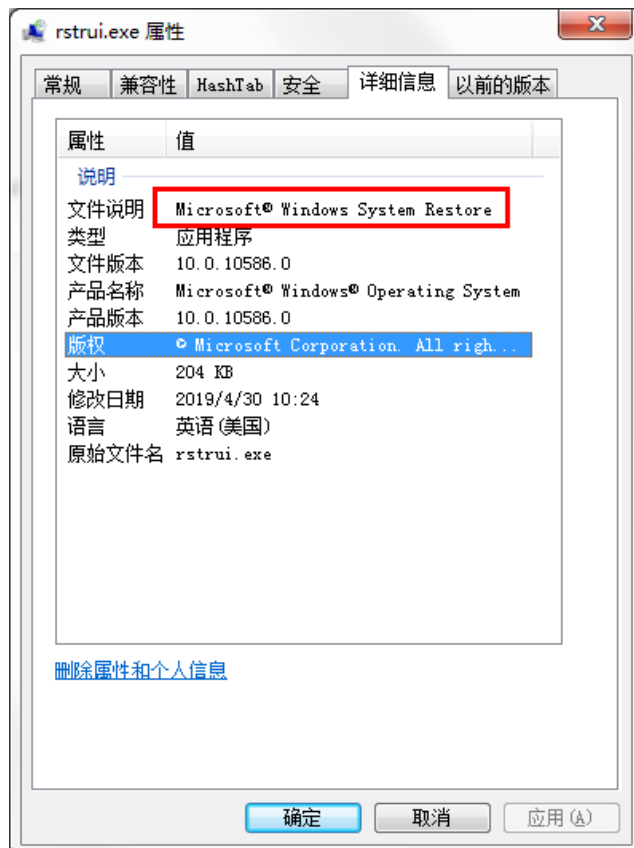 rstrui.exe 属性
常规 兼容性 HashTab 安全 详细信息 以前的版本
属性 值
说明
文件说明 Microsoft® Windows System Restore
类型 应用程序
文件版本 10.0.10586.0
产品名称 Microsoft® Windows® Operating System
产品版本 10.0.10586.0
版权 © Microsoft Corporation. All righ...
大小 204 KB
修改日期 2019/4/30 10:24
语言 英语(美国)
原始文件名 rstrui.exe
删除属性和个人信息
确定 取消 应用(A)